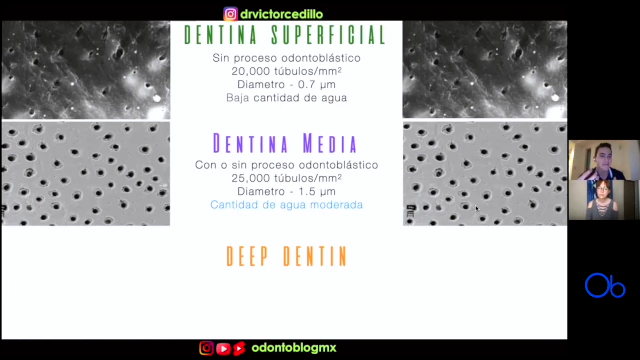 drvictorcedillo
DENTINA SUPERFICIAL
Sin proceso odontoblástico
20,000 túbulos/mm²
Diametro - 0.7 µm
Baja cantidad de agua
DENTINA MEDIA
Con o sin proceso odontoblástico
25,000 túbulos/mm²
Diametro - 1.5 µm
Cantidad de agua moderada
DEEP DENTIN
Ob
odontoblogmx